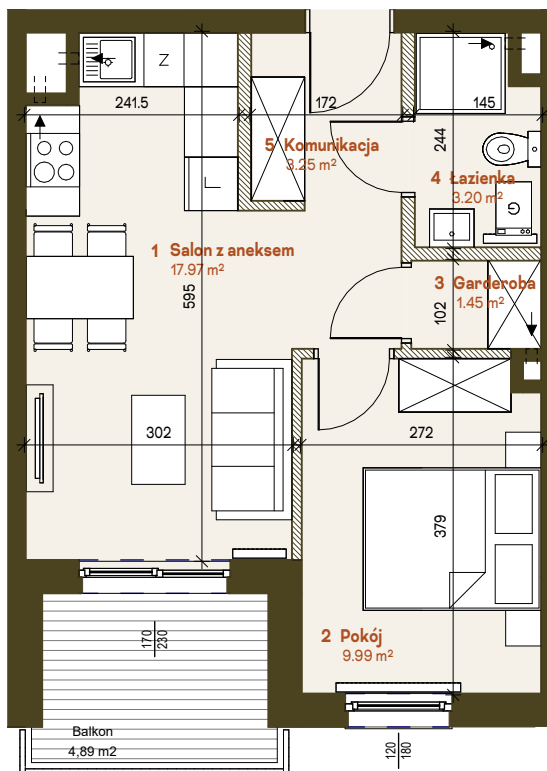 Z
241.5
172
145
244
5 Komunikacja
3.25 m²
4 Łazienka
3.20 m²
1 Salon z aneksem
17.97 m²
595
3 Garderoba
1.45 m²
102
302
272
379
2 Pokój
9.99 m²
170
230
Balkon
4,89 m2
120
180